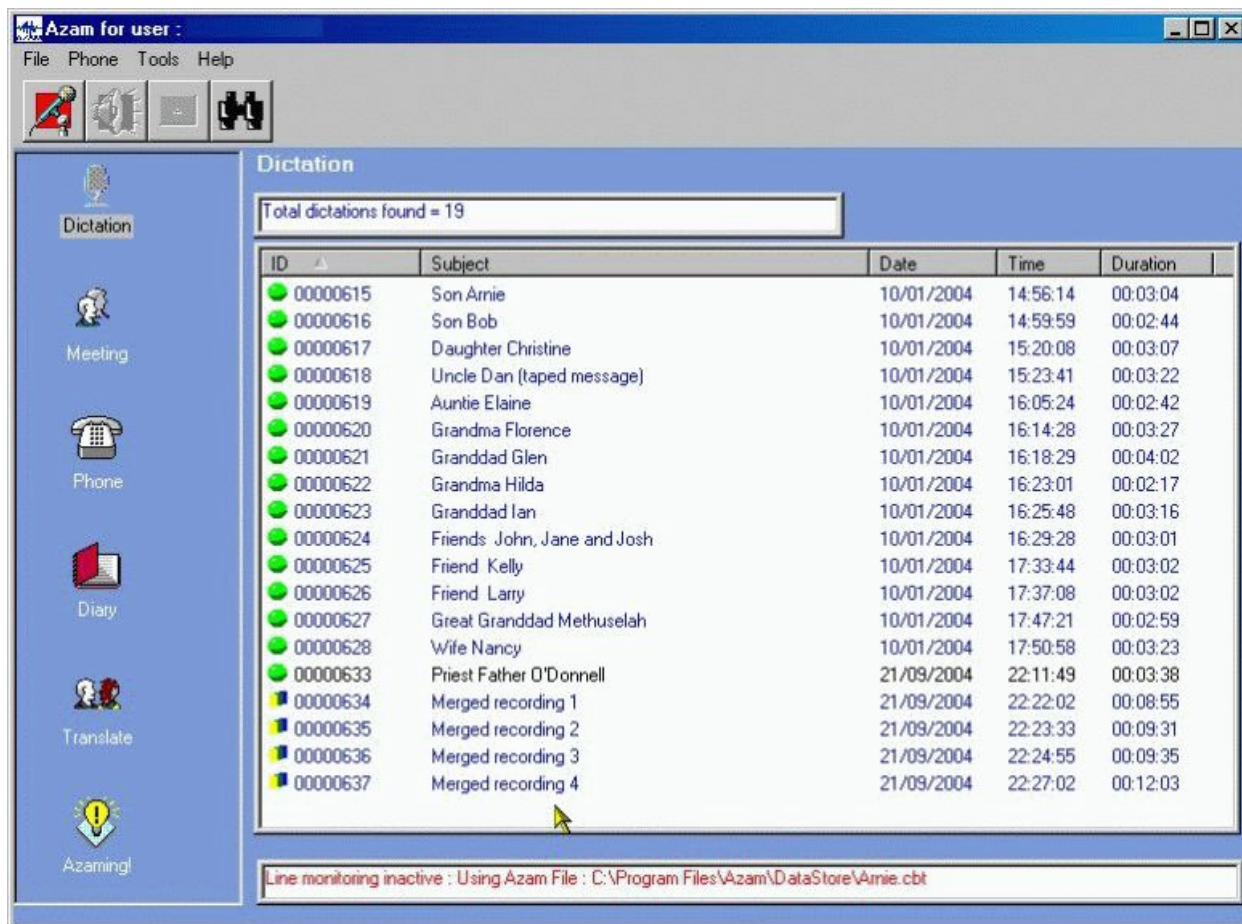 Azam for user :
File Phone Tools Help
Dictation
Total dictations found = 19
ID Subject Date Time Duration
00000615 Son Arnie 10/01/2004 14:56:14 00:03:04
00000616 Son Bob 10/01/2004 14:59:59 00:02:44
00000617 Daughter Christine 10/01/2004 15:20:08 00:03:07
00000618 Uncle Dan (taped message) 10/01/2004 15:23:41 00:03:22
00000619 Auntie Elaine 10/01/2004 16:05:24 00:02:42
00000620 Grandma Florence 10/01/2004 16:14:28 00:03:27
00000621 Granddad Glen 10/01/2004 16:18:29 00:04:02
00000622 Grandma Hilda 10/01/2004 16:23:01 00:02:17
00000623 Granddad Ian 10/01/2004 16:25:48 00:03:16
00000624 Friends John, Jane and Josh 10/01/2004 16:29:28 00:03:01
00000625 Friend Kelly 10/01/2004 17:33:44 00:03:02
00000626 Friend Larry 10/01/2004 17:37:08 00:03:02
00000627 Great Granddad Methuselah 10/01/2004 17:47:21 00:02:59
00000628 Wife Nancy 10/01/2004 17:50:58 00:03:23
00000633 Priest Father O'Donnell 21/09/2004 22:11:49 00:03:38
00000634 Merged recording 1 21/09/2004 22:22:02 00:08:55
00000635 Merged recording 2 21/09/2004 22:23:33 00:09:31
00000636 Merged recording 3 21/09/2004 22:24:55 00:09:35
00000637 Merged recording 4 21/09/2004 22:27:02 00:12:03
Dictation
Meeting
Phone
Diary
Translate
Azaming!
Line monitoring inactive : Using Azam File : C:\Program Files\Azam\DataStore\Arnie.cbt